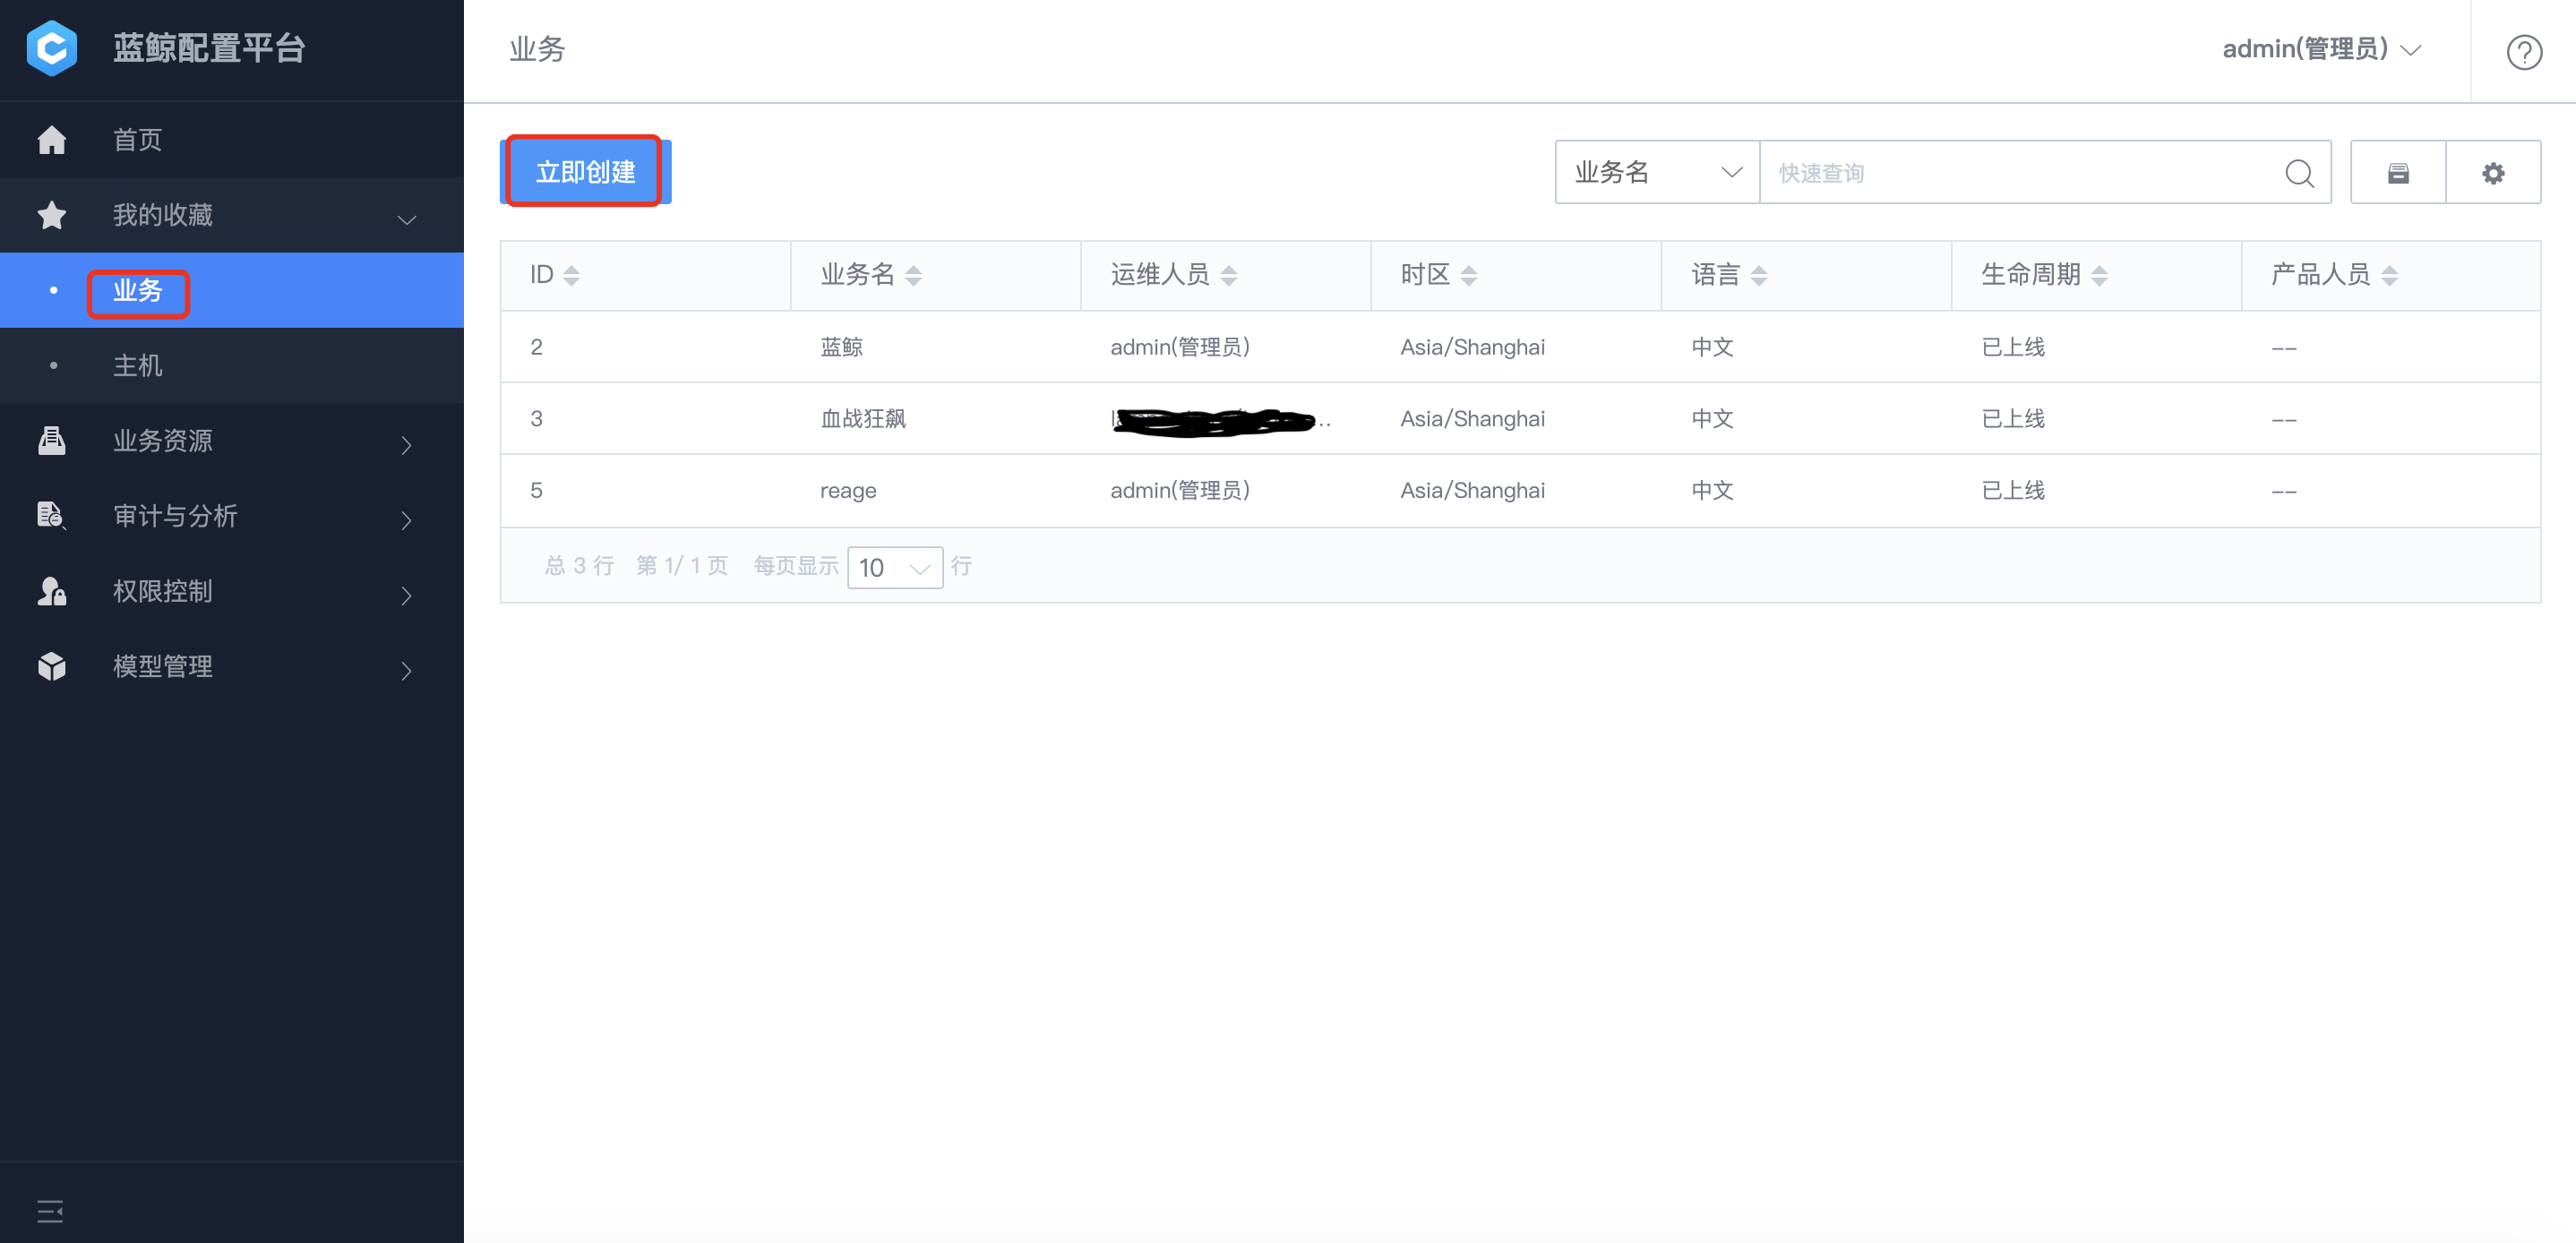 蓝鲸配置平台
业务
admin(管理员)
首页
我的收藏
业务
主机
业务资源
审计与分析
权限控制
模型管理
立即创建
业务名 快速查询
ID 业务名 运维人员 时区 语言 生命周期 产品人员
2 蓝鲸 admin(管理员) Asia/Shanghai 中文 已上线 --
3 血战狂飙 .. Asia/Shanghai 中文 已上线 --
5 reage admin(管理员) Asia/Shanghai 中文 已上线 --
总 3 行 第 1/ 1 页 每页显示 10 行